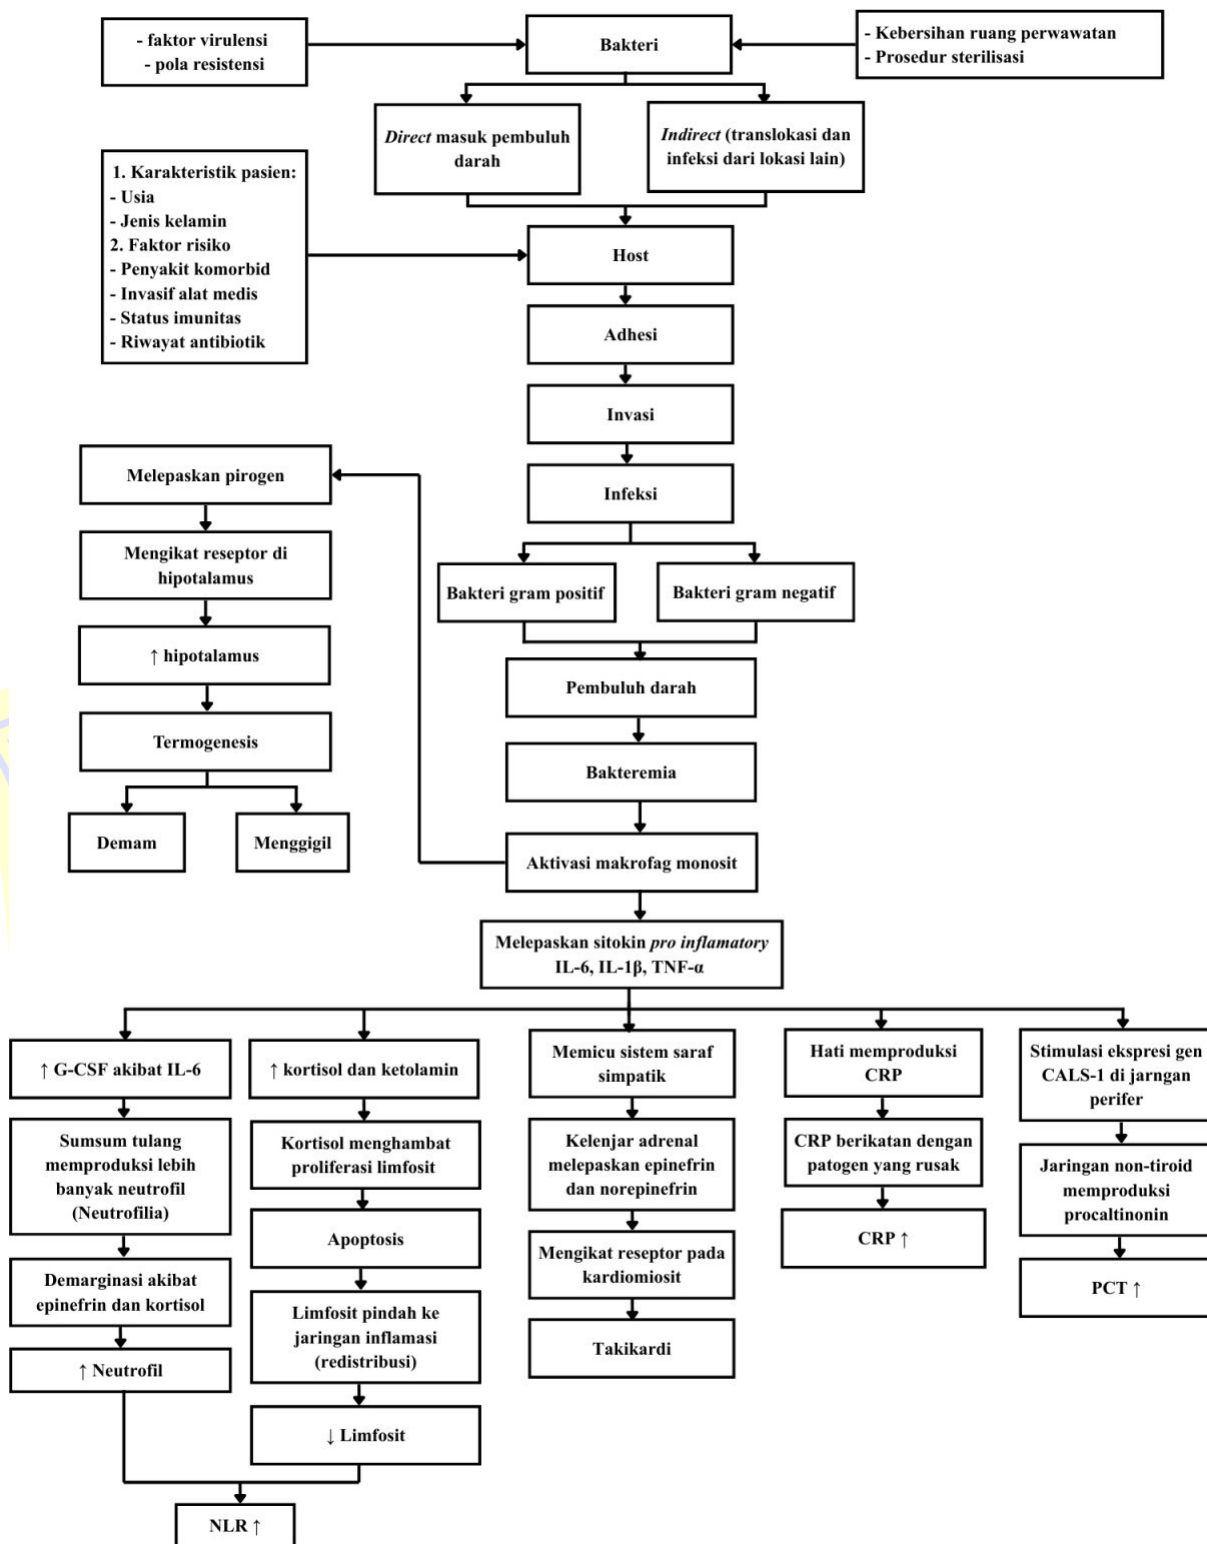 - faktor virulensi
- pola resistensi
Bakteri
- Kebersihan ruang perwawatan
- Prosedur sterilisasi
Direct masuk pembuluh
darah
Indirect (translokasi dan
infeksi dari lokasi lain)
1. Karakteristik pasien:
- Usia
- Jenis kelamin
2. Faktor risiko
- Penyakit komorbid
- Invasif alat medis
- Status imunitas
- Riwayat antibiotik
Host
Adhesi
Invasi
Infeksi
Melepaskan pirogen
Mengikat reseptor di
hipotalamus
↑ hipotalamus
Termogenesis
Demam
Menggigil
Bakteri gram positif
Bakteri gram negatif
Pembuluh darah
Bakteremia
Aktivasi makrofag monosit
Melepaskan sitokin pro inflamatory
IL-6, IL-1β, TNF-α
↑ G-CSF akibat IL-6
Sumsum tulang
memproduksi lebih
banyak neutrofil
(Neutrofilia)
Demarginasi akibat
epinefrin dan kortisol
↑ Neutrofil
↑ kortisol dan ketolamin
Kortisol menghambat
proliferasi limfosit
Apoptosis
Limfosit pindah ke
jaringan inflamasi
(redistribusi)
↓ Limfosit
NLR ↑
Memicu sistem saraf
simpatik
Kelenjar adrenal
melepaskan epinefrin
dan norepinefrin
Mengikat reseptor pada
kardiomiosit
Takikardi
Hati memproduksi
CRP
CRP berikatan dengan
patogen yang rusak
CRP ↑
Stimulasi ekspresi gen
CALS-1 di jarngan
perifer
Jaringan non-tiroid
memproduksi
procaltinonin
PCT ↑